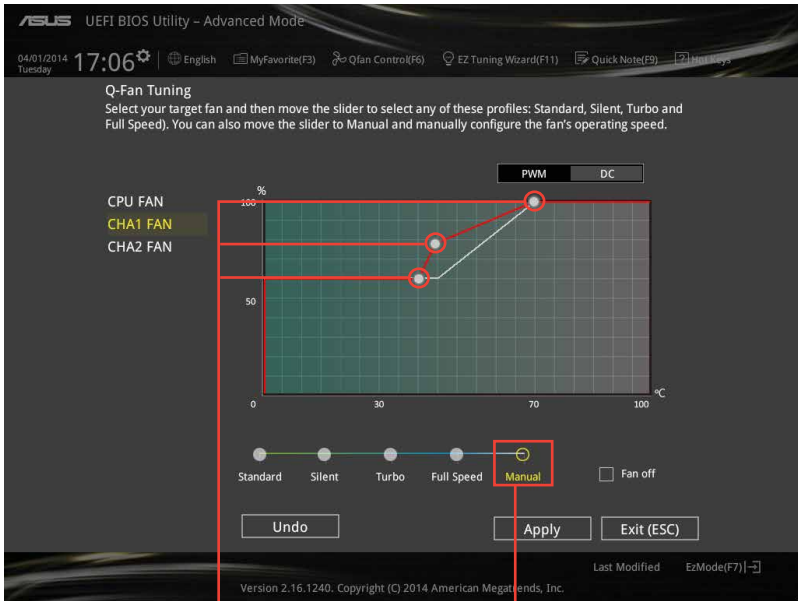 ASUS UEFI BIOS Utility – Advanced Mode
04/01/2014 Tuesday 17:06 English MyFavorite(F3) Qfan Control(F6) EZ Tuning Wizard(F11) Quick Note(F9) ? Hot Keys
Q-Fan Tuning
Select your target fan and then move the slider to select any of these profiles: Standard, Silent, Turbo and
Full Speed). You can also move the slider to Manual and manually configure the fan's operating speed.
PWM DC
CPU FAN
CHA1 FAN
CHA2 FAN
%
100
50
0 30 70 100 °C
Standard Silent Turbo Full Speed Manual
Fan off
Undo Apply Exit (ESC)
Last Modified EzMode(F7)
Version 2.16.1240. Copyright (C) 2014 American Megatrends, Inc.